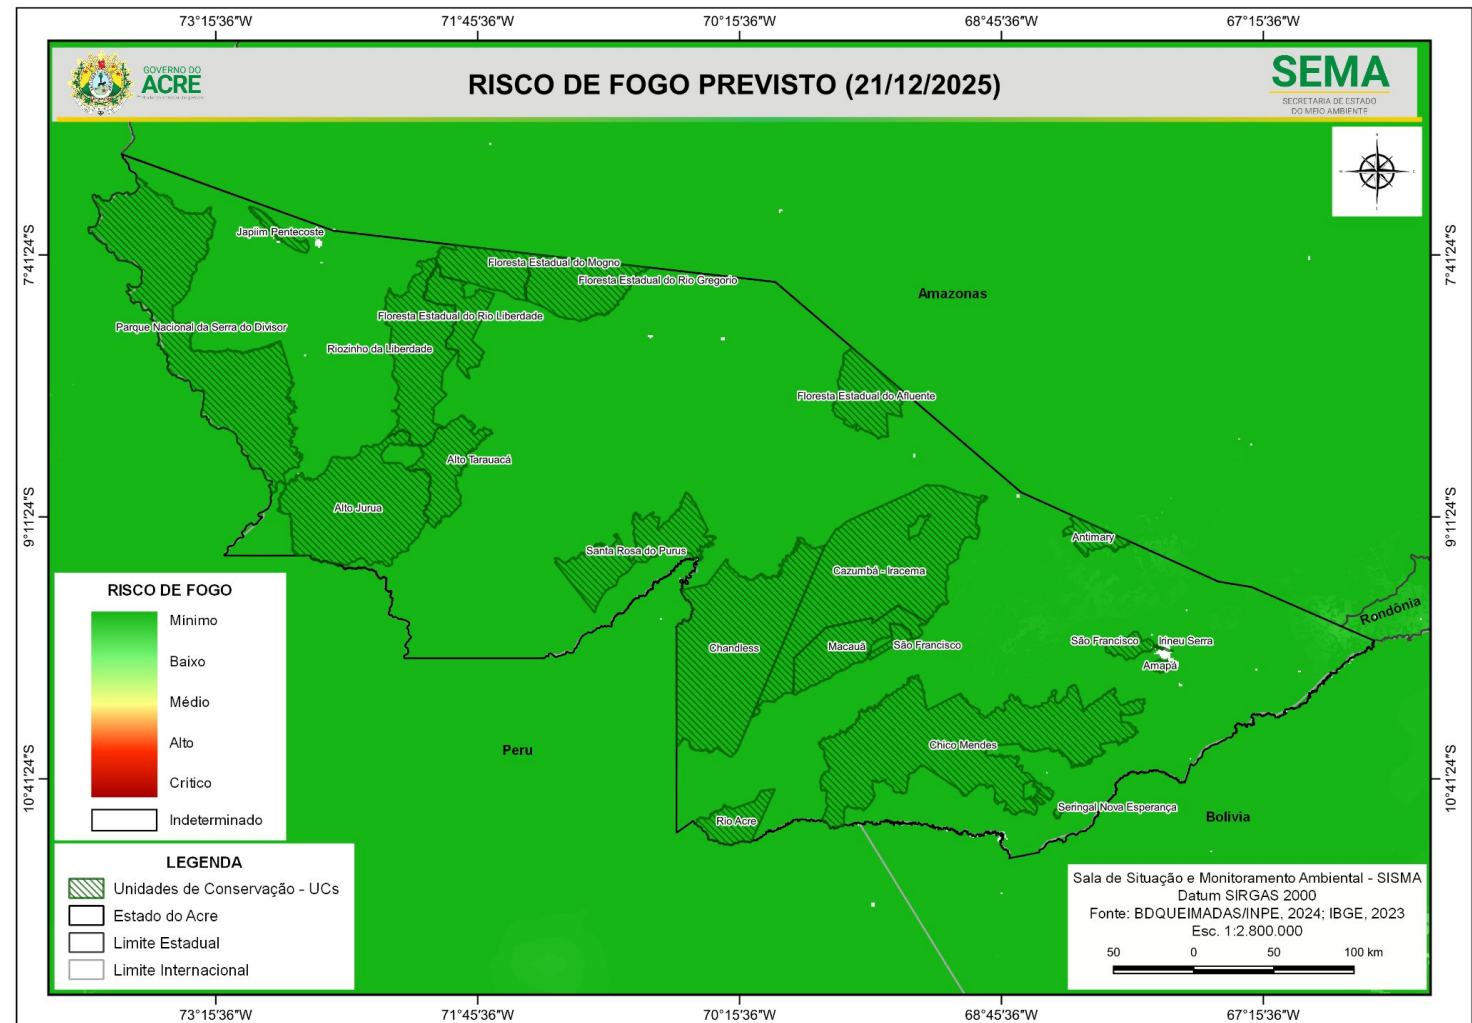 73°15'36"W
71°45'36"W
70°15'36"W
68°45'36"W
67°15'36"W
GOVERNO DO
ACRE
RISCO DE FOGO PREVISTO (21/12/2025)
SEMA
SECRETARIA DE ESTADO
DO MEIO AMBIENTE
7°41'24"S
7°41'24"S
Japiim Pentecoste
Floresta Estadual do Mogno
Floresta Estadual do Rio Gregorio
Amazonas
Floresta Estadual do Rio Liberdade
Parque Nacional da Serra do Divisor
Riozinho da Liberdade
Floresta Estadual do Afluente
Alto Tarauacá
Alto Jurua
9°11'24"S
9°11'24"S
Antimary
Santa Rosa do Purus
Cazumbá - Iracema
Rondônia
Chandless
Macauã
São Francisco
São Francisco
Irineu Serra
Amapá
Peru
Chico Mendes
10°41'24"S
10°41'24"S
Seringal Nova Esperança
Rio Acre
Bolivia
RISCO DE FOGO
Mínimo
Baixo
Médio
Alto
Crítico
Indeterminado
LEGENDA
Unidades de Conservação - UCs
Estado do Acre
Limite Estadual
Limite Internacional
Sala de Situação e Monitoramento Ambiental - SISMA
Datum SIRGAS 2000
Fonte: BDQUEIMADAS/INPE, 2024; IBGE, 2023
Esc. 1:2.800.000
50 0 50 100 km
73°15'36"W
71°45'36"W
70°15'36"W
68°45'36"W
67°15'36"W